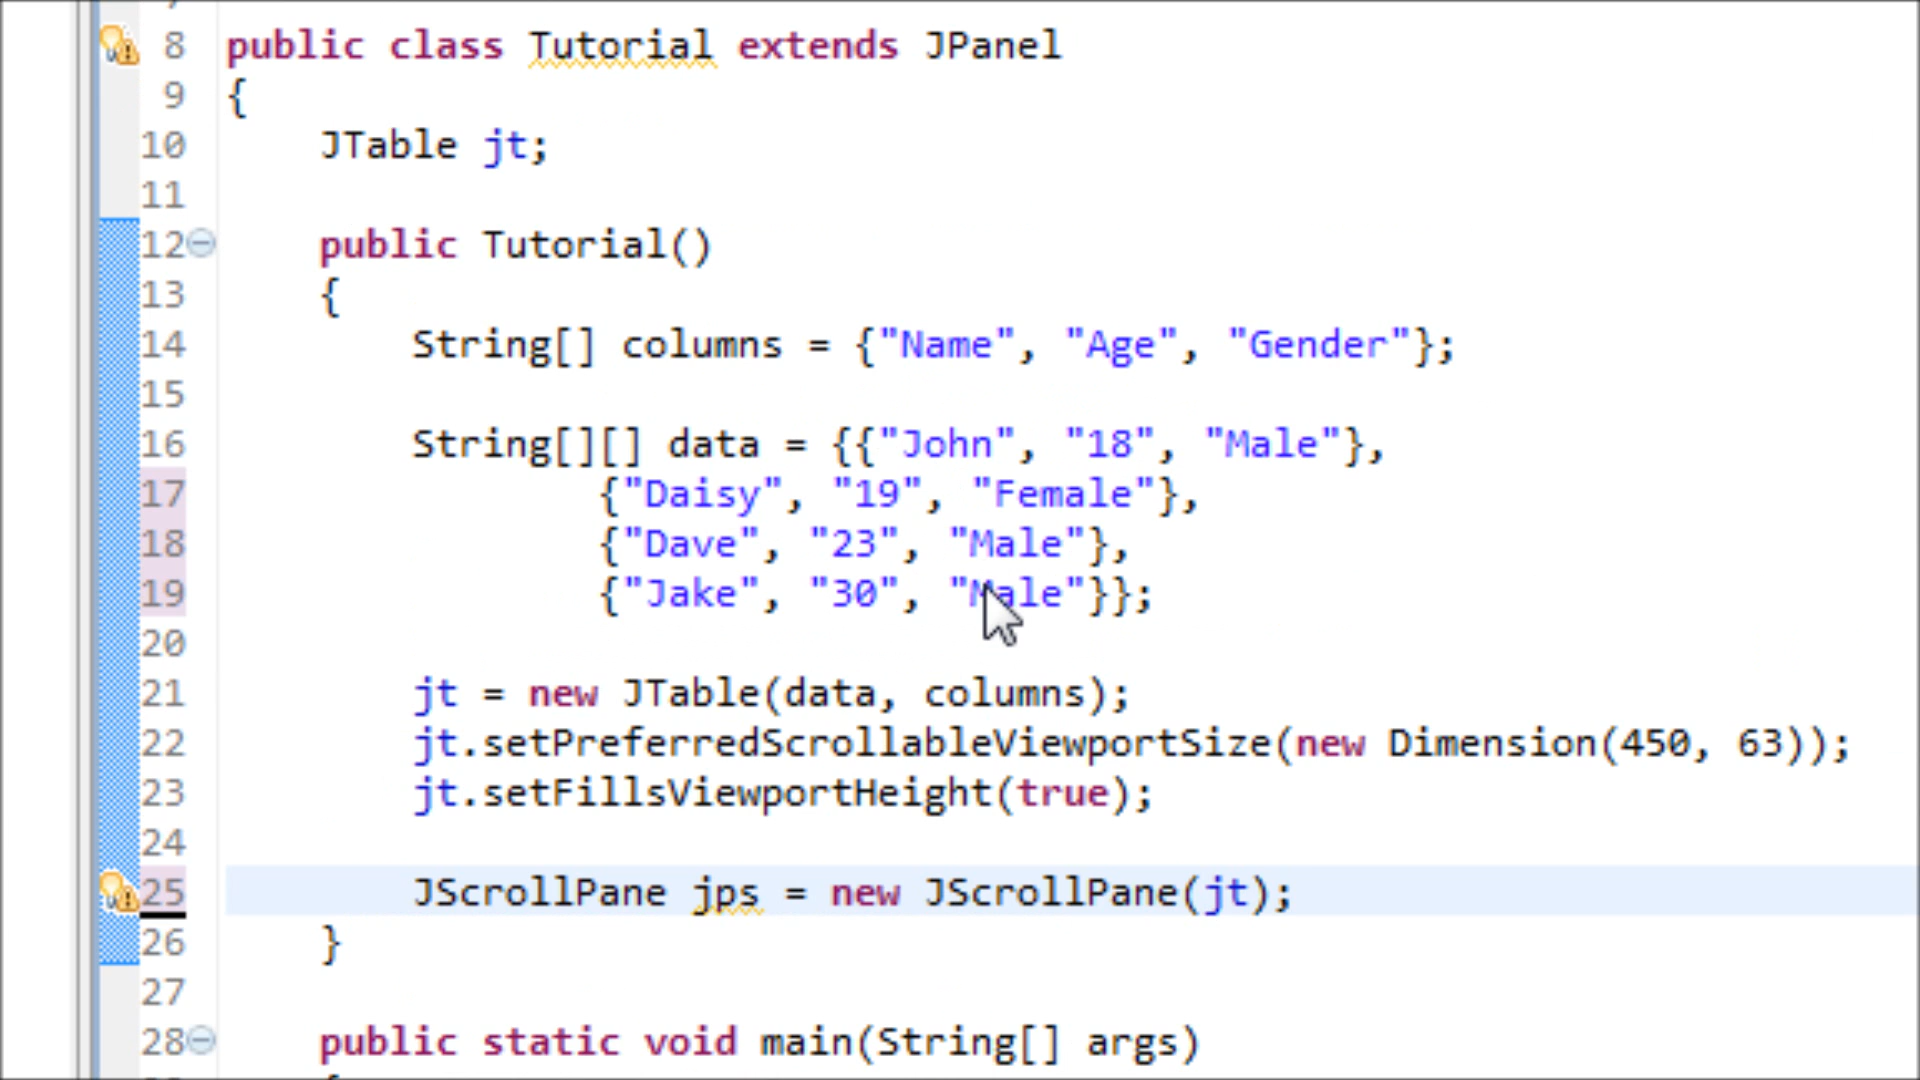 8 public class Tutorial extends JPanel
9 {
10 JTable jt;
11
12 public Tutorial()
13 {
14 String[] columns = {"Name", "Age", "Gender"};
15
16 String[][] data = {{"John", "18", "Male"},
17 {"Daisy", "19", "Female"},
18 {"Dave", "23", "Male"},
19 {"Jake", "30", "Male"}};
20
21 jt = new JTable(data, columns);
22 jt.setPreferredScrollableViewportSize(new Dimension(450, 63));
23 jt.setFillsViewportHeight(true);
24
25 JScrollPane jps = new JScrollPane(jt);
26 }
27
28 public static void main(String[] args)